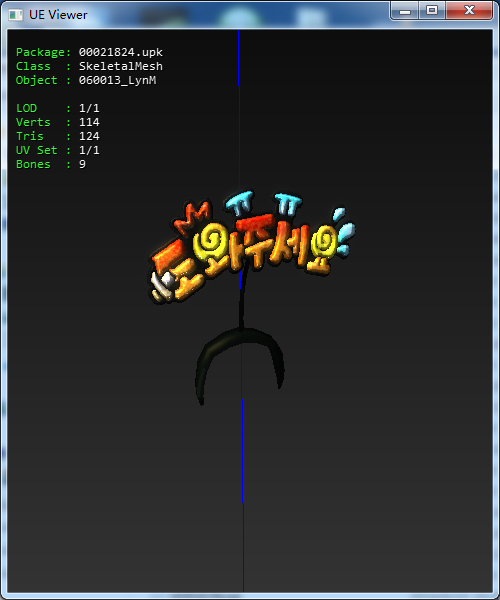 UE Viewer
Package: 00021824.upk
Class : SkeletalMesh
Object : 060013_LynM
LOD : 1/1
Verts : 114
Tris : 124
UV Set : 1/1
Bones : 9
ㅠ ㅠ
도와주세요